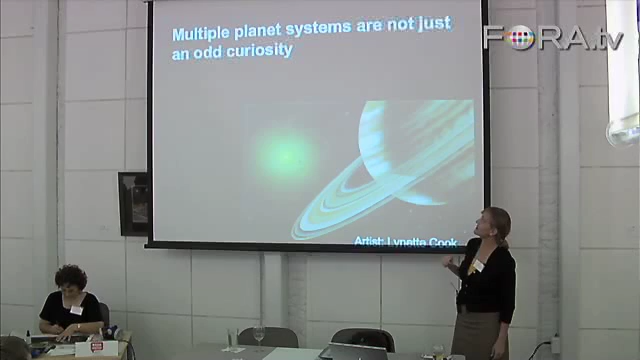 Multiple planet systems are not just
an odd curiosity
FORA.tv
Artist: Lynette Cook